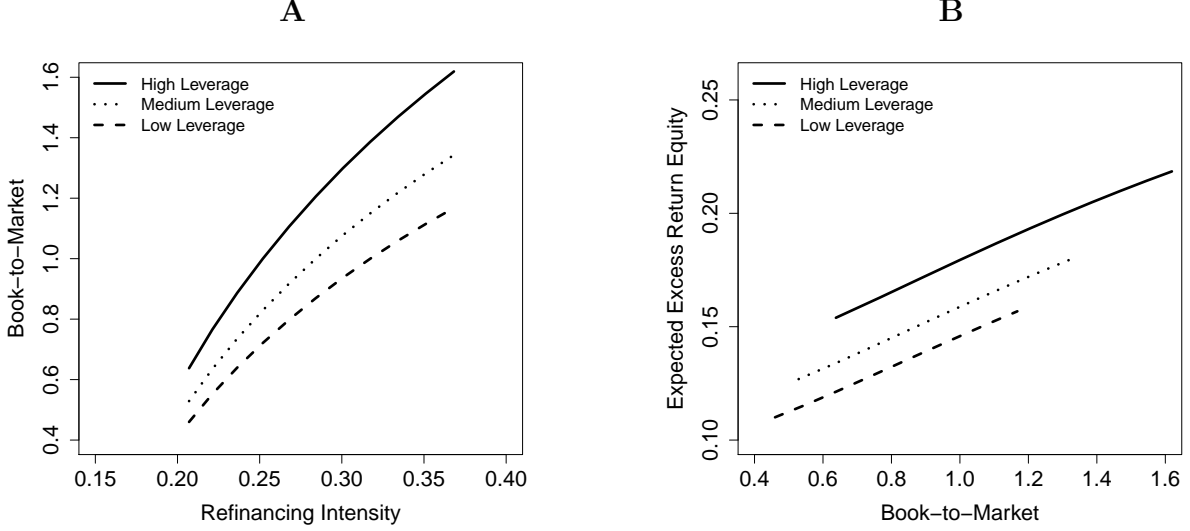 A
High Leverage
Medium Leverage
Low Leverage
Book−to−Market
0.4 0.6 0.8 1.0 1.2 1.4 1.6
0.15 0.20 0.25 0.30 0.35 0.40
Refinancing Intensity
B
High Leverage
Medium Leverage
Low Leverage
Expected Excess Return Equity
0.10 0.15 0.20 0.25
0.4 0.6 0.8 1.0 1.2 1.4 1.6
Book−to−Market